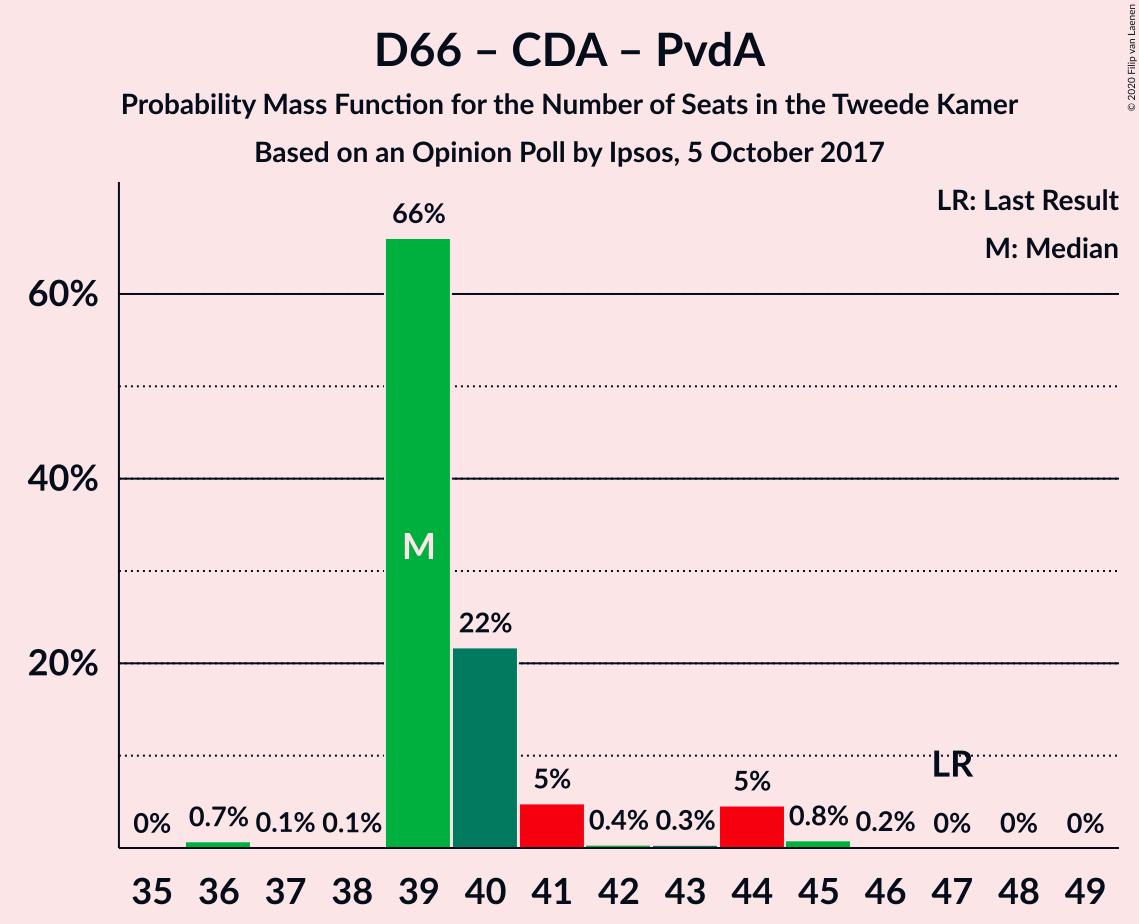 D66 – CDA – PvdA
Probability Mass Function for the Number of Seats in the Tweede Kamer
Based on an Opinion Poll by Ipsos, 5 October 2017
© 2020 Filip van Laenen
LR: Last Result
M: Median
60%
40%
20%
0%
0.7%
0.1%
0.1%
66%
M
22%
5%
0.4%
0.3%
5%
0.8%
0.2%
LR
0%
0%
0%
35 36 37 38 39 40 41 42 43 44 45 46 47 48 49